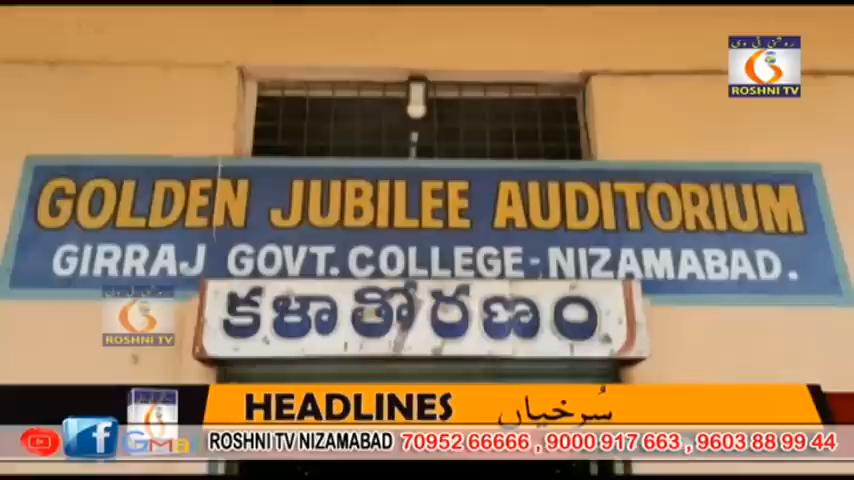 روشن ٹی وی
ROSHNI TV
GOLDEN JUBILEE AUDITORIUM
GIRRAJ GOVT. COLLEGE - NIZAMABAD.
కళాతోరణం
ROSHNI TV
HEADLINES سُرخیاں
ROSHNI TV NIZAMABAD 70952 66666 , 9000 917 663 , 9603 88 99 44